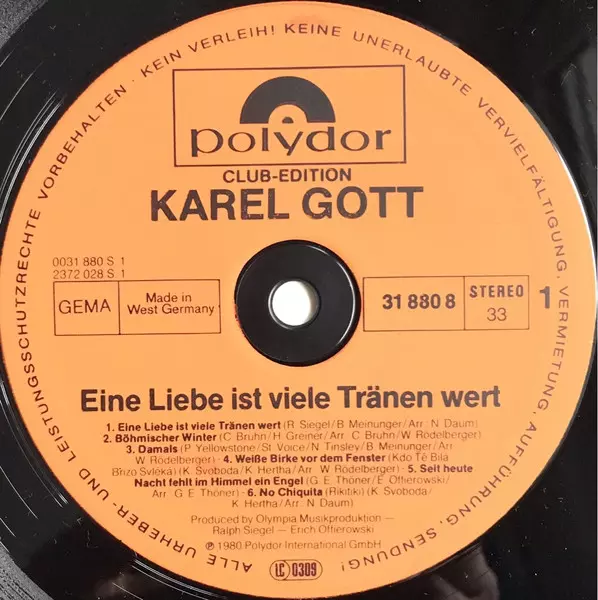 ALLE URHEBER- UND LEISTUNGSSCHUTZRECHTE VORBEHALTEN · KEIN VERLEIH! KEINE UNERLAUBTE VERVIELFÄLTIGUNG, VERMIETUNG, AUFFÜHRUNG, SENDUNG!
polydor
CLUB-EDITION
KAREL GOTT
0031 880 S 1
2372 028 S 1
GEMA
Made in
West Germany
31 880 8
STEREO
33
1
Eine Liebe ist viele Tränen wert
1. Eine Liebe ist viele Tränen wert (R. Siegel/B. Meinunger/Arr.: N. Daum)
2. Böhmischer Winter (C. Bruhn/H. Greiner/Arr.: C. Bruhn/W. Rödelberger)
3. Damals (P. Yellowstone/St. Voice/N. Tinsley/B. Meinunger/Arr.:
W. Rödelberger) 4. Weiße Birke vor dem Fenster (Kdo Tě Bila
Brizo Svleká) (K. Svoboda/K. Hertha/Arr. W. Rödelberger) 5. Seit heute
Nacht fehlt im Himmel ein Engel (G. E. Thöner/E. Offierowski/
Arr.: G. E. Thöner) 6. No Chiquita (Rikitiki) (K. Svoboda/
K. Hertha/Arr.: N. Daum)
Produced by Olympia Musikproduktion –
Ralph Siegel – Erich Offierowski
℗ 1980 Polydor International GmbH
LC 0309